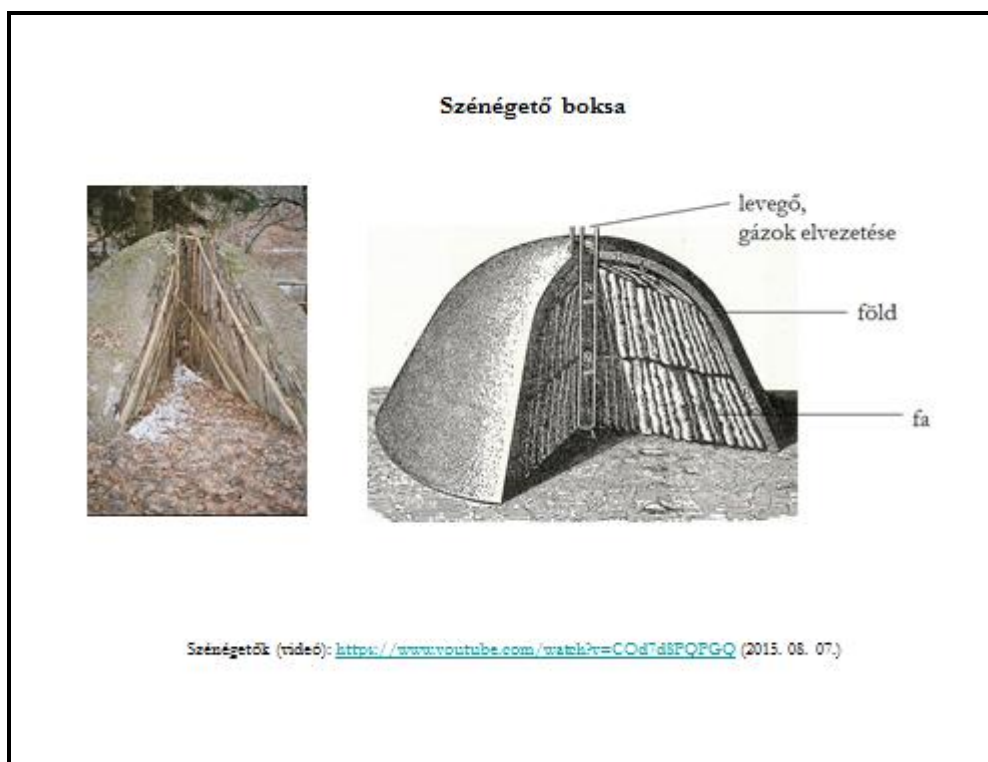 Szénégető boksa
levegő,
gázok elvezetése
föld
fa
Szénégetők (videó): https://www.youtube.com/watch?v=COd7d8PQPGQ (2015. 08. 07.)